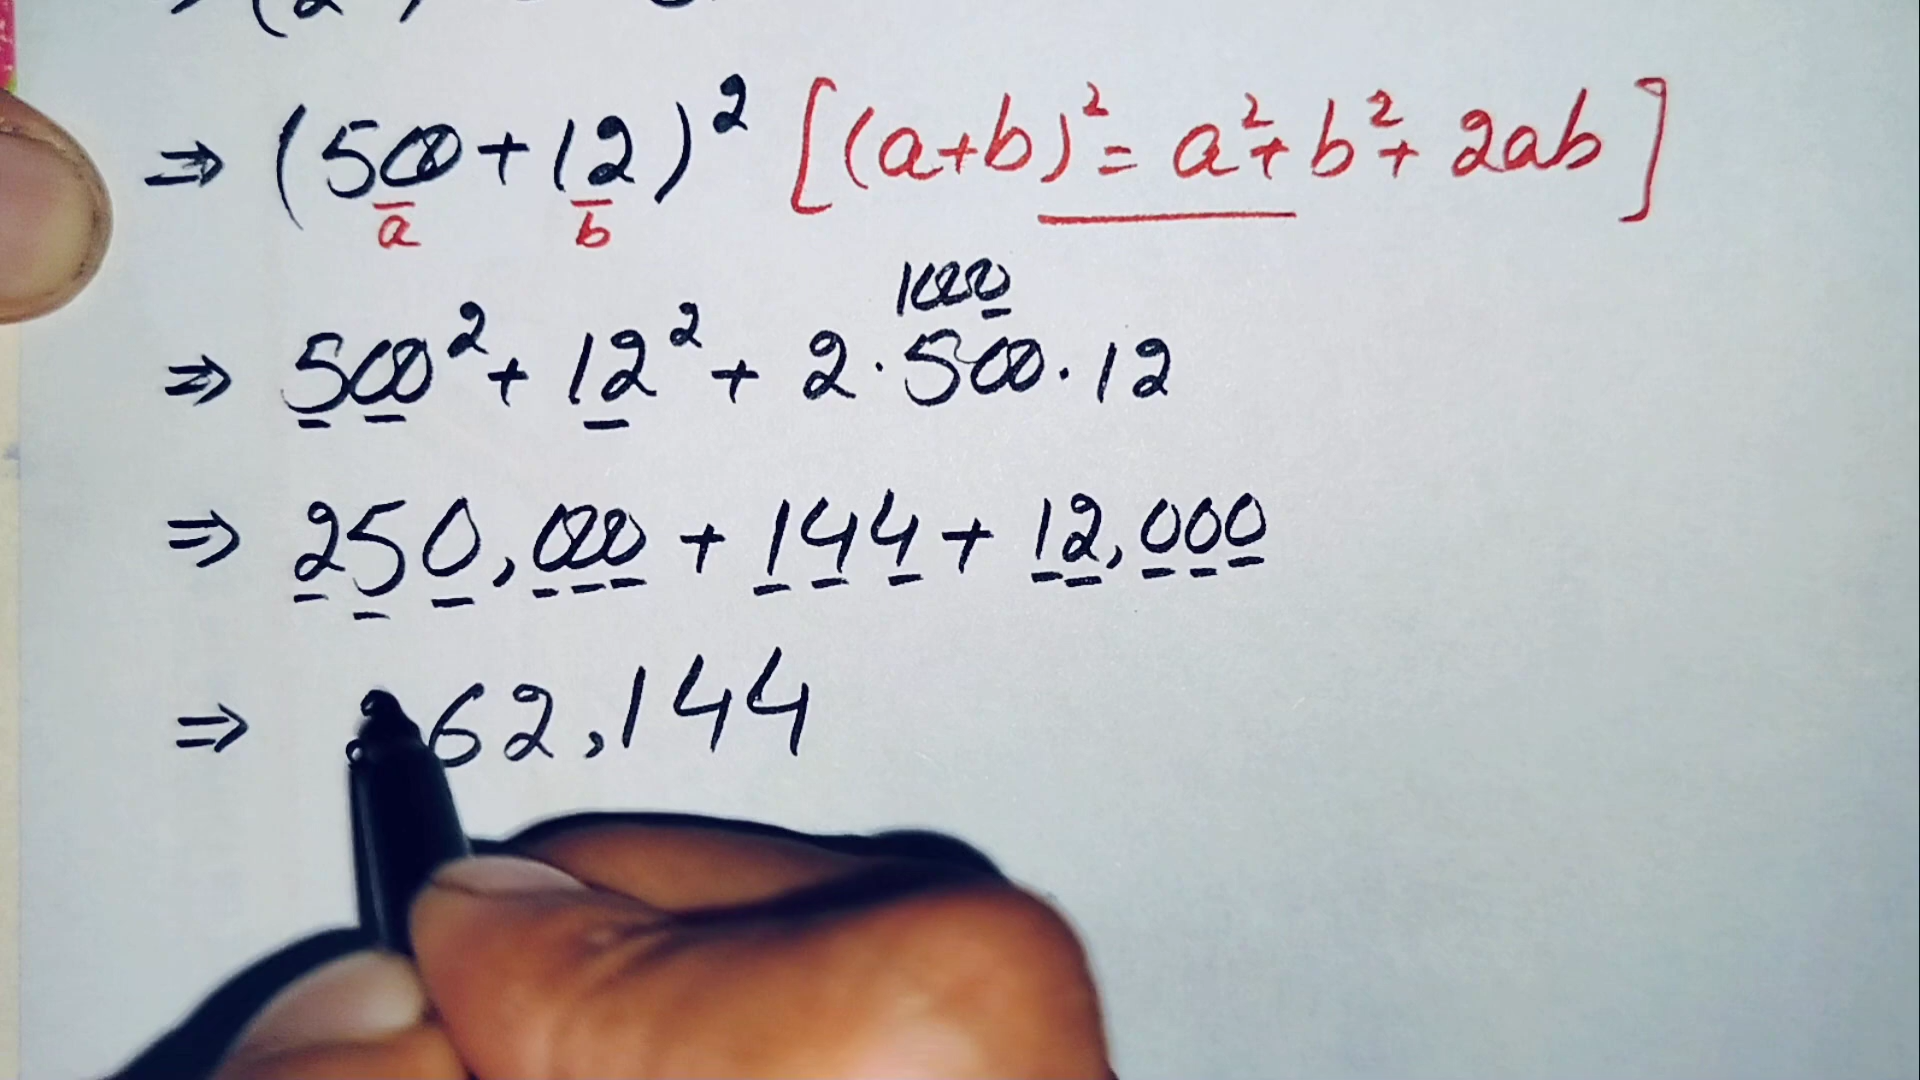 ⇒ (500+12)² [(a+b)²= a²+b²+ 2ab]
a b
1000
⇒ 500²+ 12²+ 2·500·12
⇒ 250,000 + 144 + 12,000
⇒ 262,144